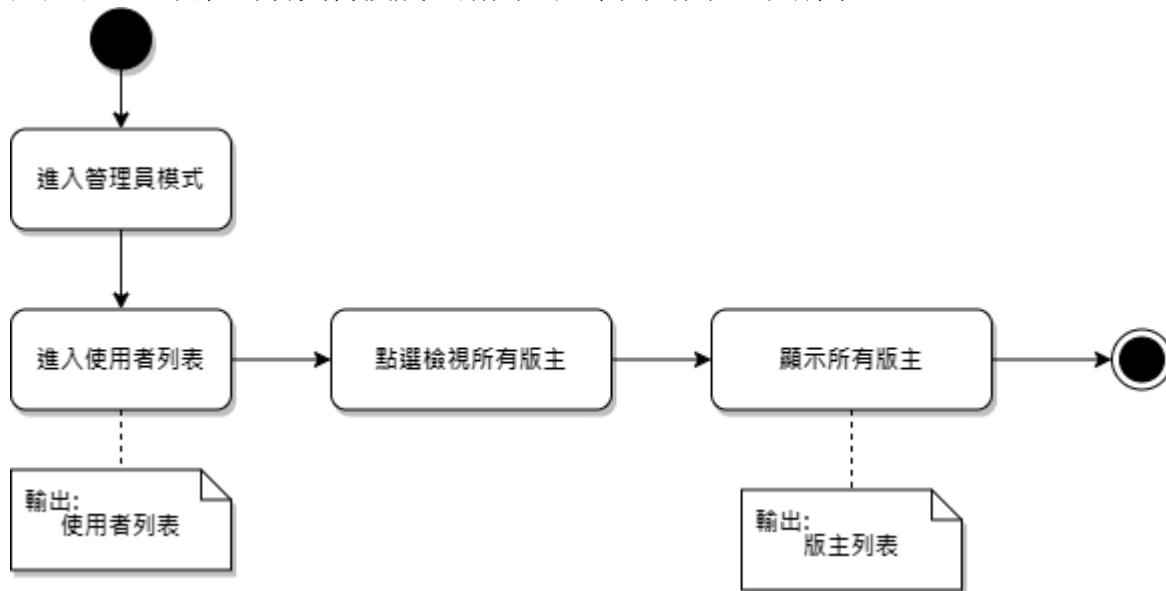 進入管理員模式
進入使用者列表
點選檢視所有版主
顯示所有版主
輸出:
使用者列表
輸出:
版主列表